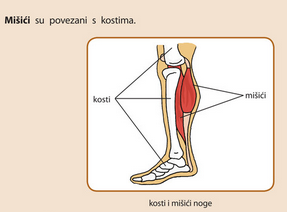 Mišići su povezani s kostima.
kosti
mišići
kosti i mišići noge